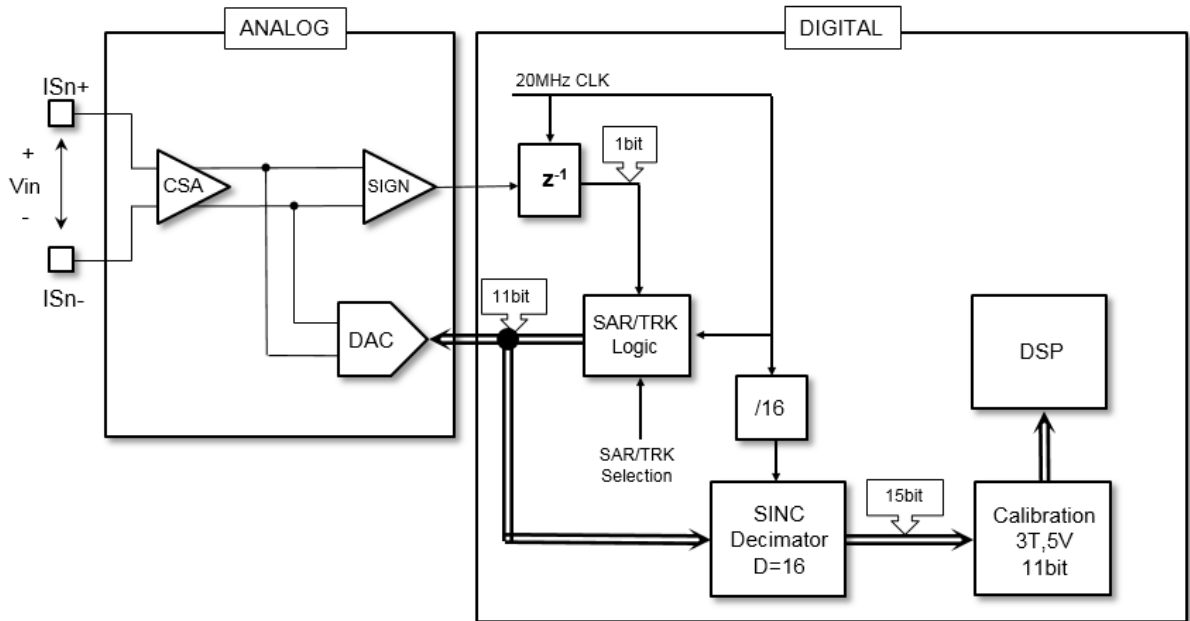 ANALOG
DIGITAL
ISn+
+
Vin
-
ISn-
CSA
SIGN
DAC
20MHz CLK
z-1
1bit
11bit
SAR/TRK
Logic
SAR/TRK
Selection
/16
SINC
Decimator
D=16
15bit
Calibration
3T,5V
11bit
DSP